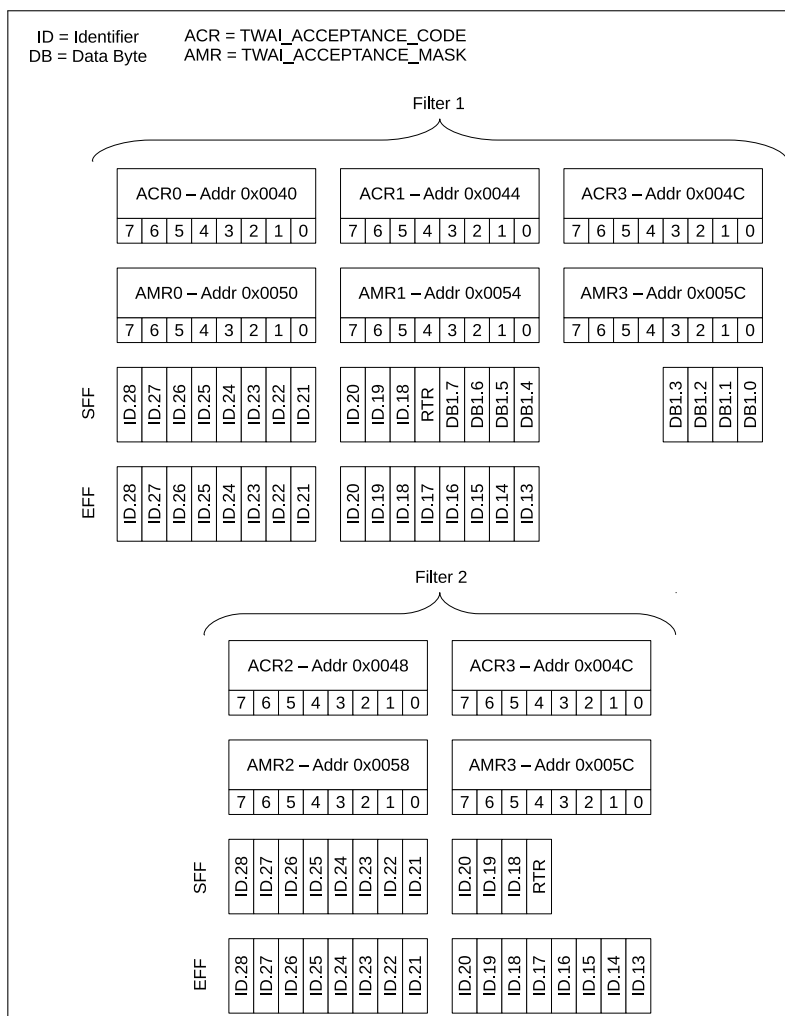 ID = Identifier ACR = TWAI_ACCEPTANCE_CODE
DB = Data Byte AMR = TWAI_ACCEPTANCE_MASK
Filter 1
ACR0 – Addr 0x0040 ACR1 – Addr 0x0044 ACR3 – Addr 0x004C
7 6 5 4 3 2 1 0 7 6 5 4 3 2 1 0 7 6 5 4 3 2 1 0
AMR0 – Addr 0x0050 AMR1 – Addr 0x0054 AMR3 – Addr 0x005C
7 6 5 4 3 2 1 0 7 6 5 4 3 2 1 0 7 6 5 4 3 2 1 0
SFF ID.28 ID.27 ID.26 ID.25 ID.24 ID.23 ID.22 ID.21 ID.20 ID.19 ID.18 RTR DB1.7 DB1.6 DB1.5 DB1.4 DB1.3 DB1.2 DB1.1 DB1.0
EFF ID.28 ID.27 ID.26 ID.25 ID.24 ID.23 ID.22 ID.21 ID.20 ID.19 ID.18 ID.17 ID.16 ID.15 ID.14 ID.13
Filter 2
ACR2 – Addr 0x0048 ACR3 – Addr 0x004C
7 6 5 4 3 2 1 0 7 6 5 4 3 2 1 0
AMR2 – Addr 0x0058 AMR3 – Addr 0x005C
7 6 5 4 3 2 1 0 7 6 5 4 3 2 1 0
SFF ID.28 ID.27 ID.26 ID.25 ID.24 ID.23 ID.22 ID.21 ID.20 ID.19 ID.18 RTR
EFF ID.28 ID.27 ID.26 ID.25 ID.24 ID.23 ID.22 ID.21 ID.20 ID.19 ID.18 ID.17 ID.16 ID.15 ID.14 ID.13